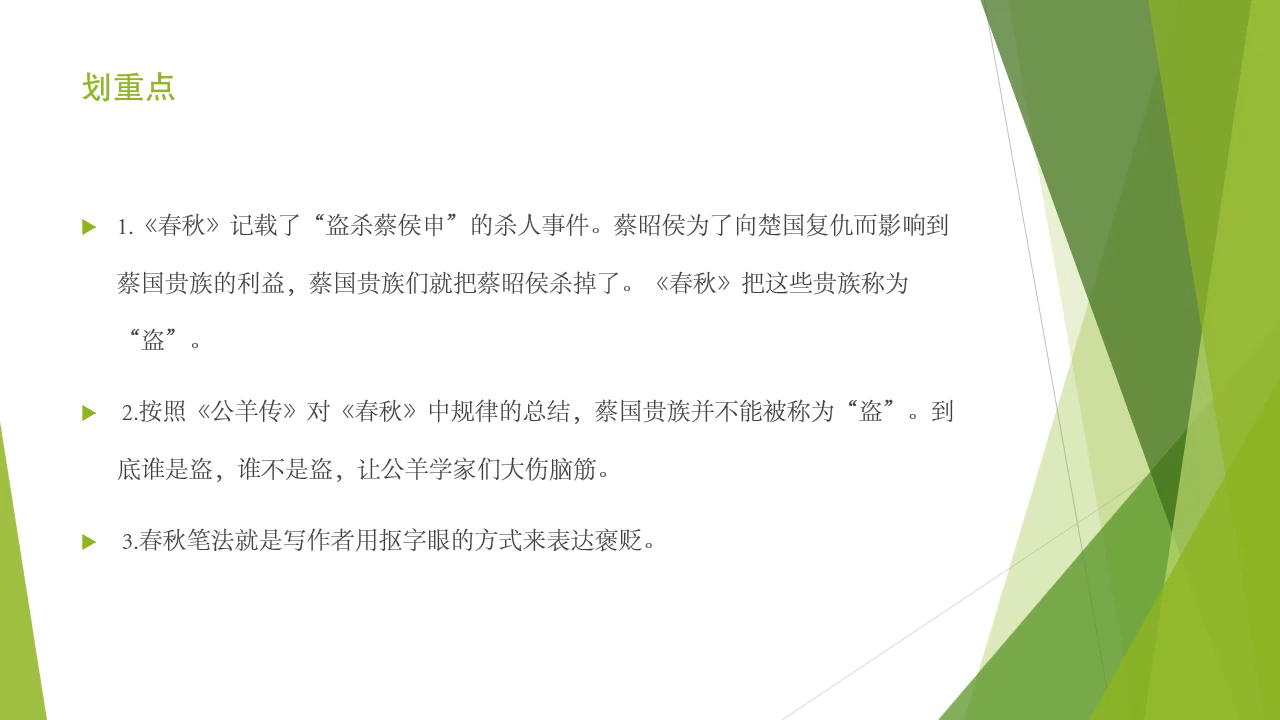 划重点
1.《春秋》记载了“盗杀蔡侯申”的杀人事件。蔡昭侯为了向楚国复仇而影响到
蔡国贵族的利益，蔡国贵族们就把蔡昭侯杀掉了。《春秋》把这些贵族称为
“盗”。
2.按照《公羊传》对《春秋》中规律的总结，蔡国贵族并不能被称为“盗”。到
底谁是盗，谁不是盗，让公羊学家们大伤脑筋。
3.春秋笔法就是写作者用抠字眼的方式来表达褒贬。